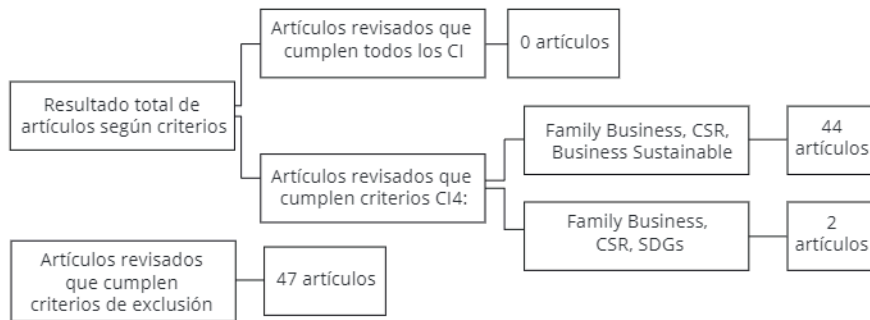 Artículos revisados que
cumplen todos los CI
0 artículos
Resultado total de
artículos según criterios
Family Business, CSR,
Business Sustainable
44
artículos
Artículos revisados que
cumplen criterios CI4:
Family Business,
CSR, SDGs
2
artículos
Artículos revisados
que cumplen
criterios de exclusión
47 artículos